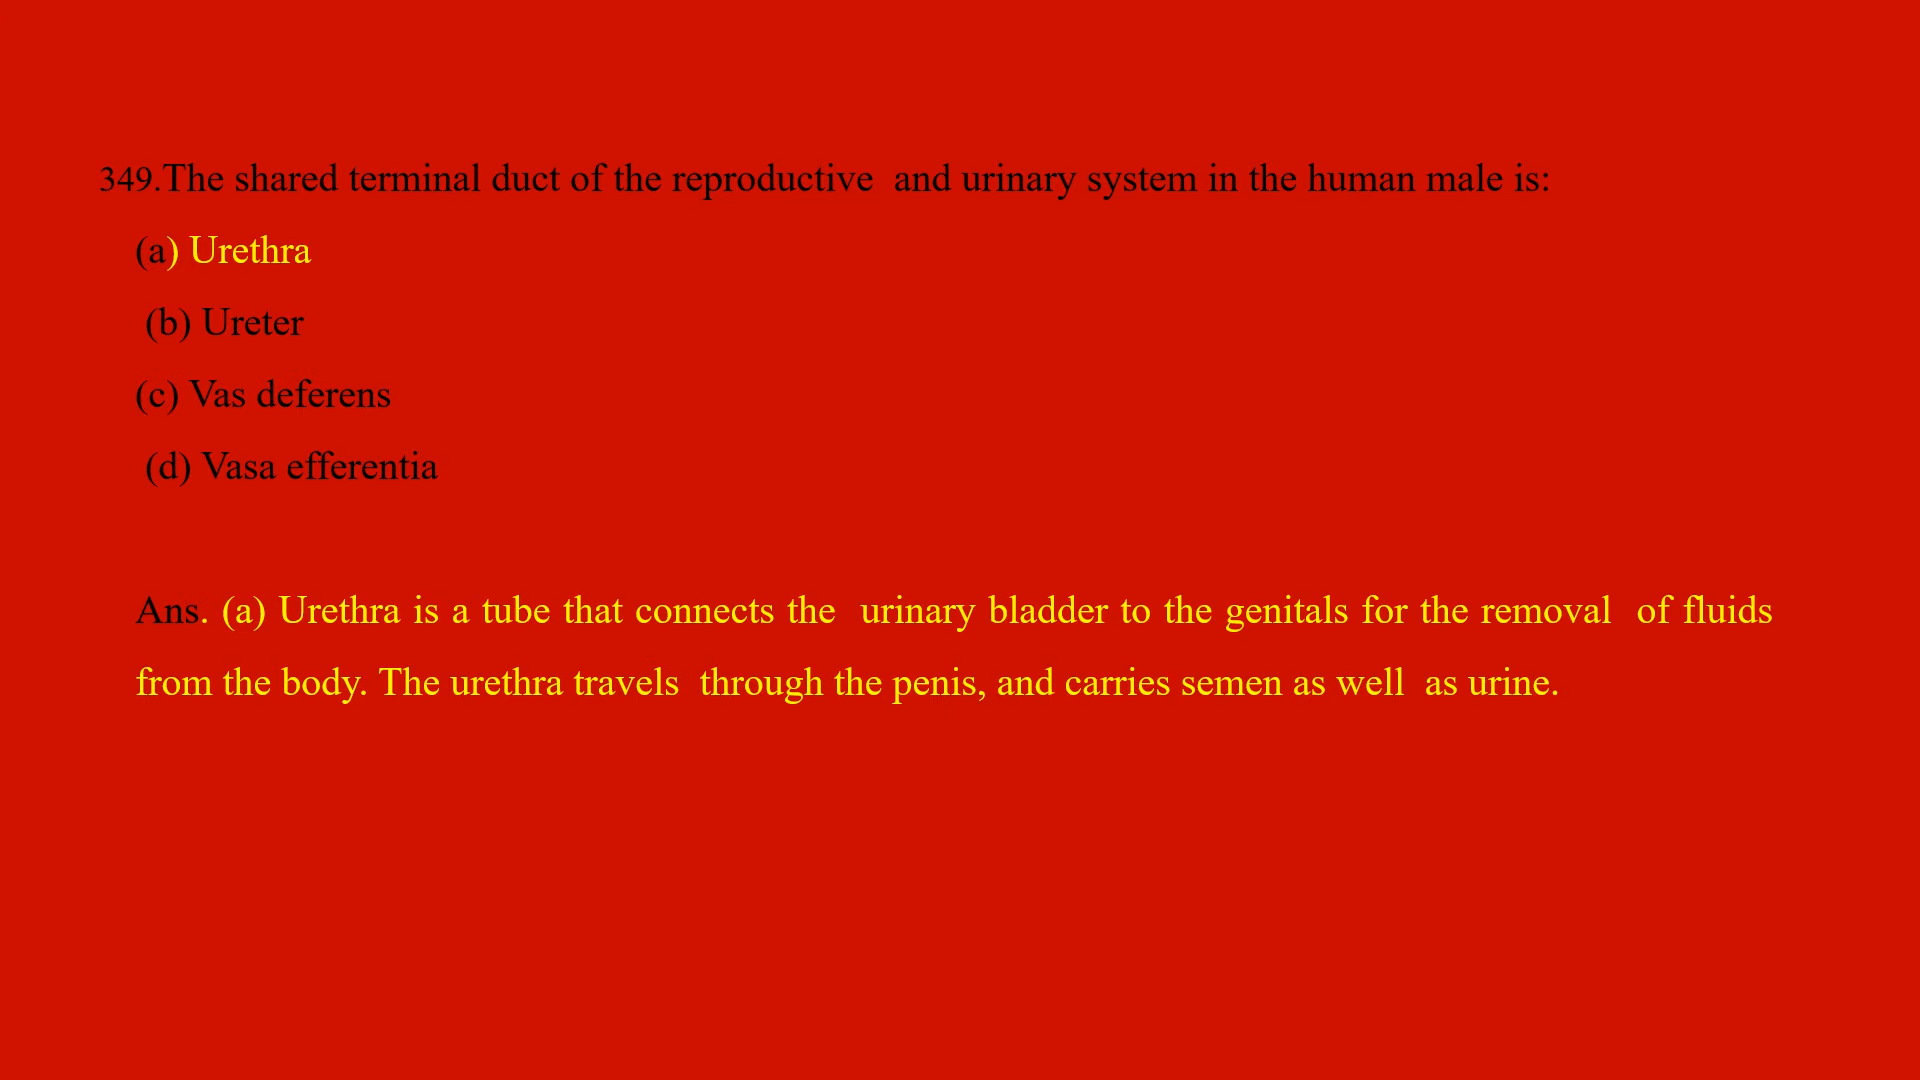 349.The shared terminal duct of the reproductive  and urinary system in the human male is:
(a) Urethra
(b) Ureter
(c) Vas deferens
(d) Vasa efferentia
Ans. (a) Urethra is a tube that connects the  urinary bladder to the genitals for the removal  of fluids
from the body. The urethra travels  through the penis, and carries semen as well  as urine.